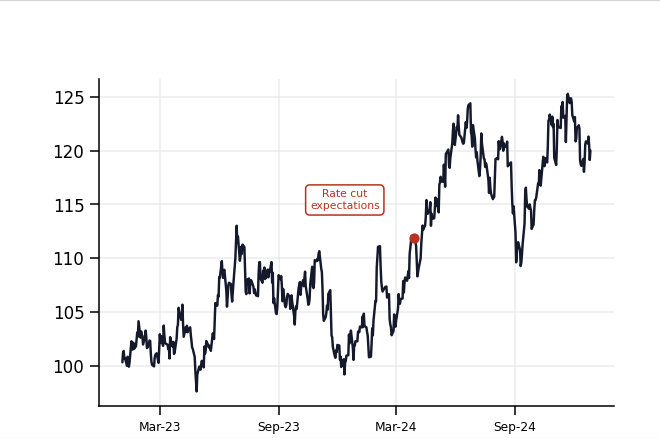 125
120
115
110
105
100
Rate cut
expectations
Mar-23
Sep-23
Mar-24
Sep-24